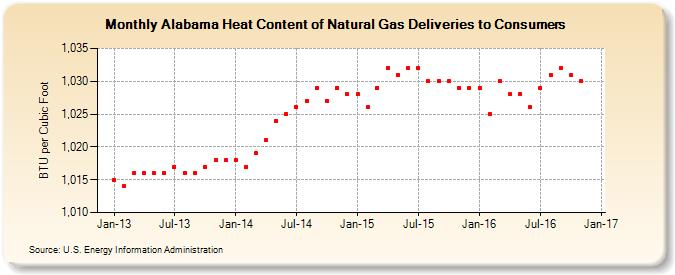 Monthly Alabama Heat Content of Natural Gas Deliveries to Consumers
BTU per Cubic Foot
1,035
1,030
1,025
1,020
1,015
1,010
Jan-13 Jul-13 Jan-14 Jul-14 Jan-15 Jul-15 Jan-16 Jul-16 Jan-17
Source: U.S. Energy Information Administration